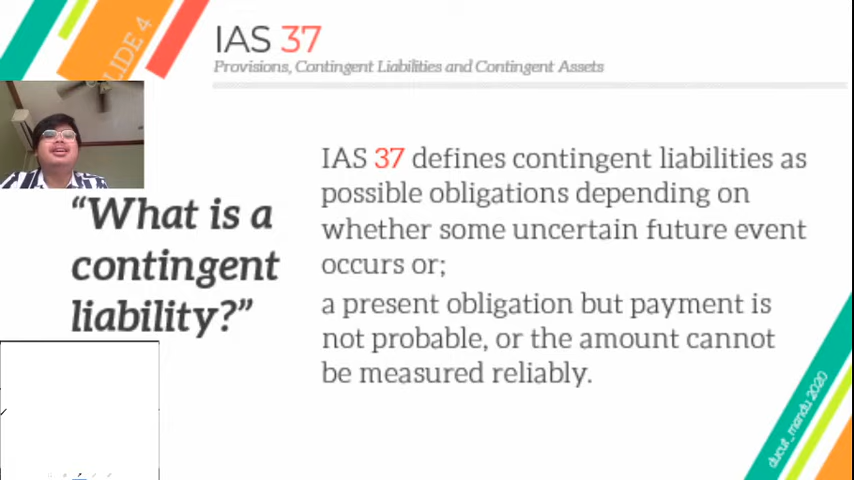 SLIDE 4
IAS 37
Provisions, Contingent Liabilities and Contingent Assets
“What is a
contingent
liability?”
IAS 37 defines contingent liabilities as
possible obligations depending on
whether some uncertain future event
occurs or;
a present obligation but payment is
not probable, or the amount cannot
be measured reliably.
ducut_mandu 2020